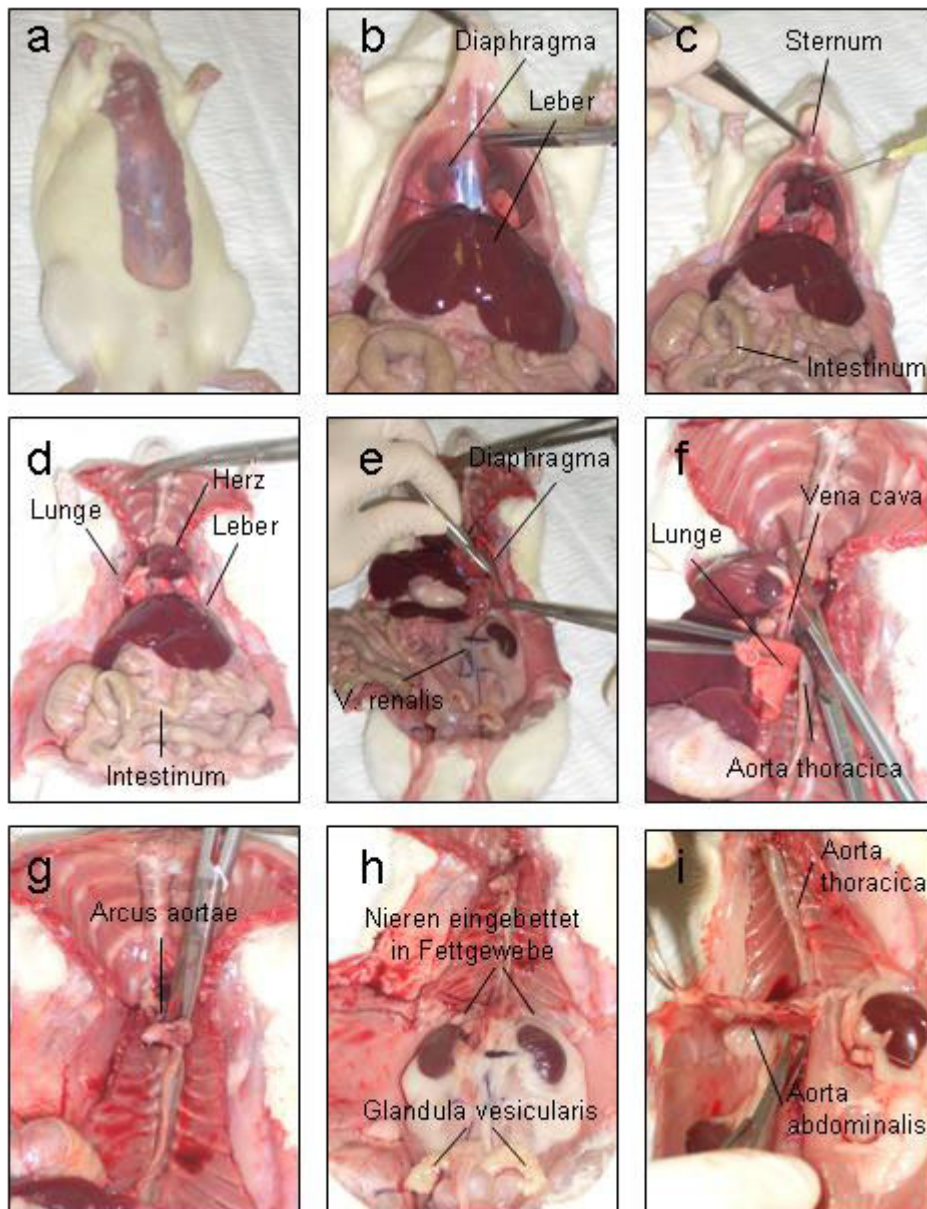 a
b
Diaphragma
Leber
c
Sternum
Intestinum
d
Herz
Lunge
Leber
Intestinum
e
Diaphragma
V. renalis
f
Vena cava
Lunge
Aorta thoracica
g
Arcus aortae
h
Nieren eingebettet
in Fettgewebe
Glandula vesicularis
i
Aorta
thoracica
Aorta
abdominalis